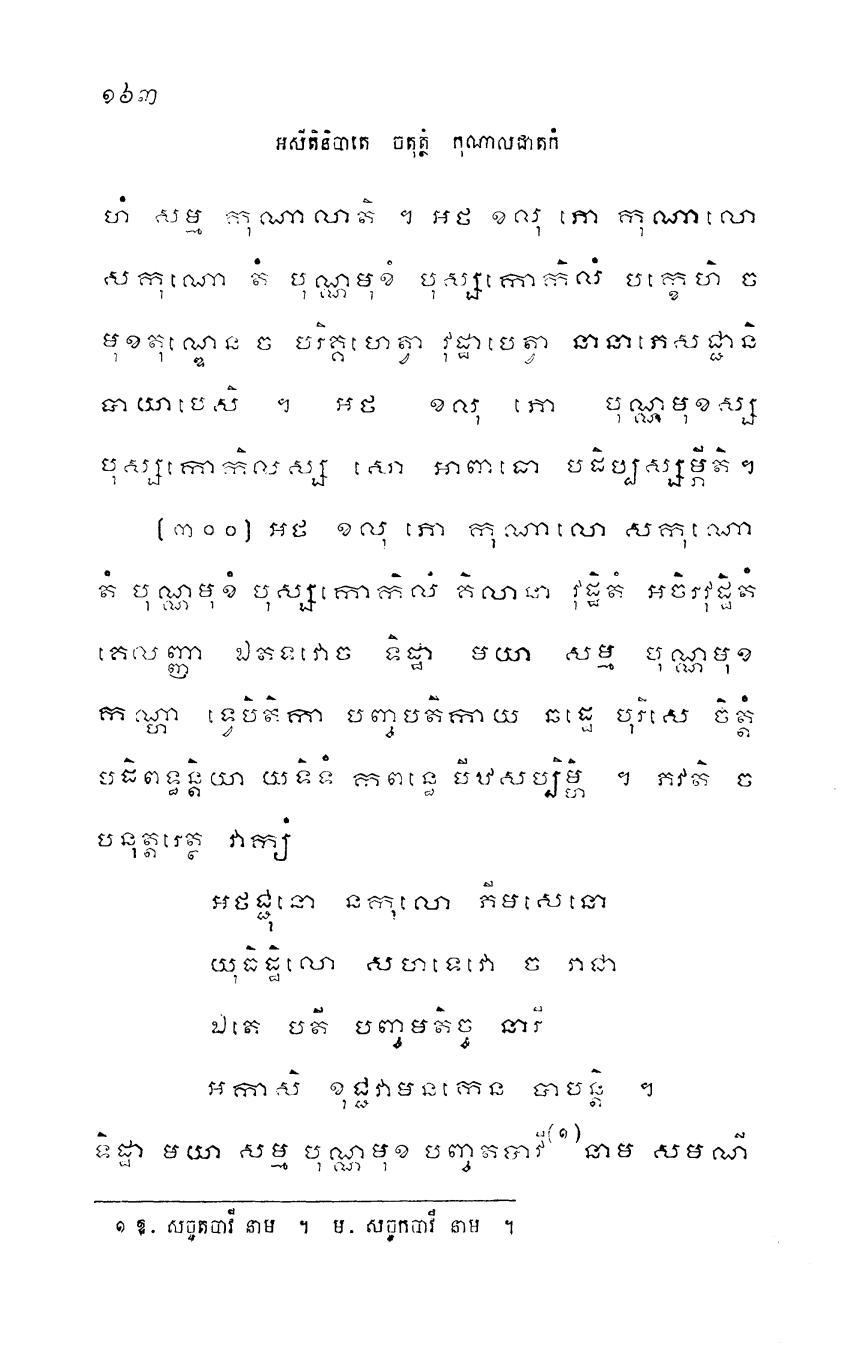 ១៦៣
អសីតិនិបាតេ ចតុត្ថំ កុណាលជាតកំ
ហំ សម្ម កុណាលាតិ ។ អថ ខលុ ភោ កុណាលោ
សកុណោ តំ បុណ្ណមុខំ បុស្សកោកិលំ បក្ខេហិ ច
មុខតុណ្ឌេន ច បរិគ្គហេត្វា វុដ្ឋាបេត្វា នានាភេសជ្ជានិ
បាយាបេសិ ។ អថ ខលុ ភោ បុណ្ណមុខស្ស
បុស្សកោកិលស្ស សោ អាពាធោ បដិប្បស្សម្ភីតិ។
(៣០០) អថ ខលុ ភោ កុណាលោ សកុណោ
តំ បុណ្ណមុខំ បុស្សកោកិលំ គិលានា វុដ្ឋិតំ អចិរវុដ្ឋិតំ
គេលញ្ញា ឯតទវោច ទិដ្ឋា មយា សម្ម បុណ្ណមុខ
កណ្ហា ទ្វេបិតិកា បញ្ចបតិកាយ ឆដ្ឋេ បុរិសេ ចិត្តំ
បដិពទ្ធន្តិយា យទិទំ កពន្ធេ បីឋសប្បិម្ហិ ។ ភវតិ ច
បនុត្តរេត្ថ វាក្យំ
អថជ្ជុនោ នកុលោ ភីមសេនោ
យុធិដ្ឋិលោ សហទេវោ ច រាជា
ឯតេ បតី បញ្ចមតិច្ច នារី
អកាសិ ខុជ្ជវាមនកេន បាបន្តិ ។
ទិដ្ឋា មយា សម្ម បុណ្ណមុខ បញ្ចតបាវី(១) នាម សមណី
១ ឱ. សច្ចតបាវី នាម ។ ម. សច្ចកបាវី នាម ។